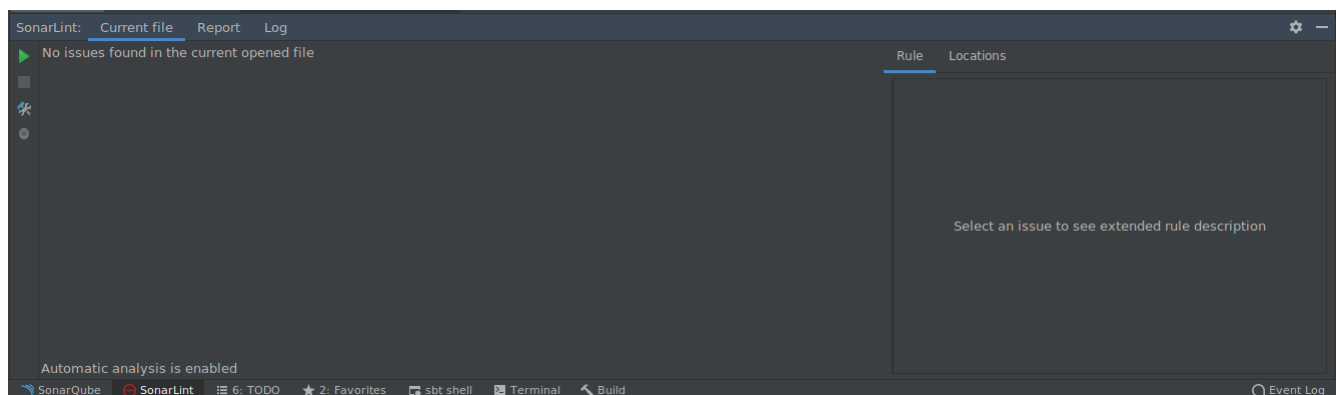 SonarLint: Current file Report Log
No issues found in the current opened file
Rule Locations
Select an issue to see extended rule description
Automatic analysis is enabled
SonarQube SonarLint 6: TODO 2: Favorites sbt shell Terminal Build Event Log